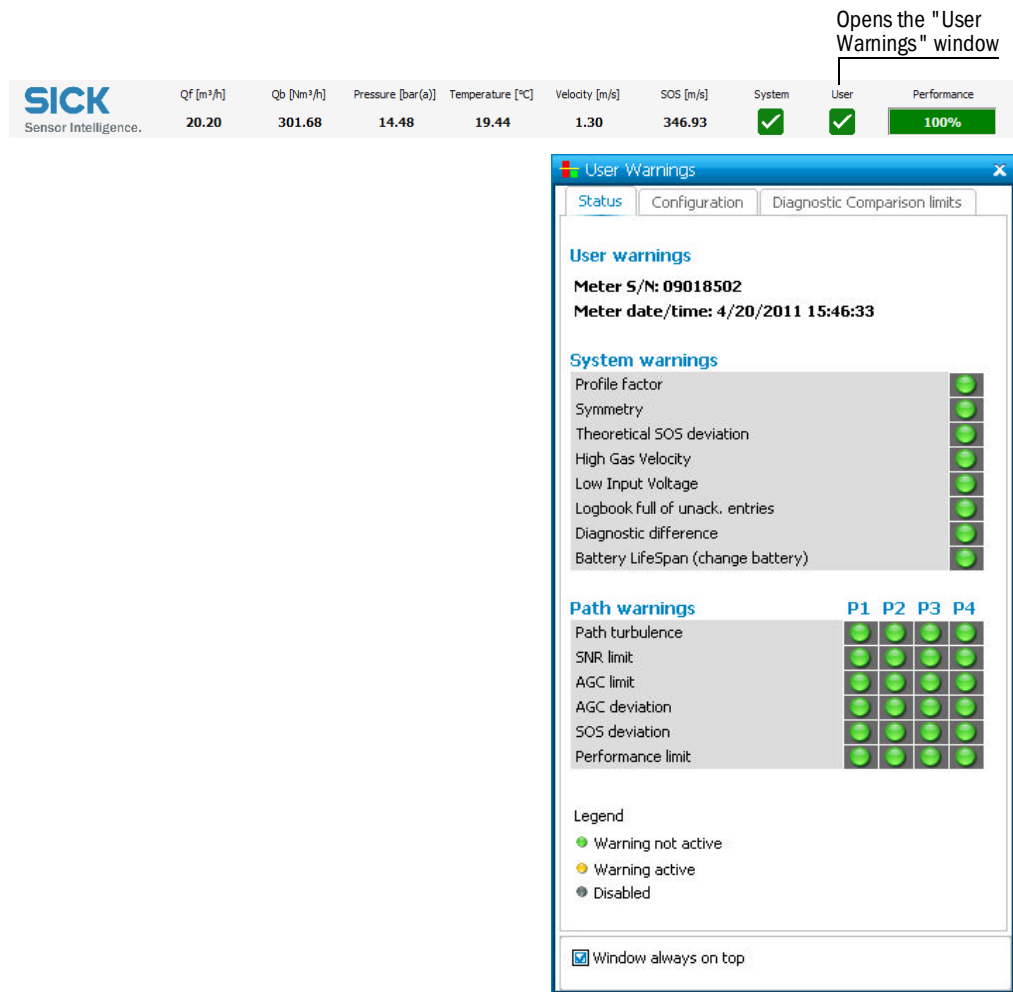 Opens the "User
Warnings" window
SICK
Sensor Intelligence.
Qf [m³/h] Qb [Nm³/h] Pressure [bar(a)] Temperature [°C] Velocity [m/s] SOS [m/s] System User Performance
20.20 301.68 14.48 19.44 1.30 346.93 100%
User Warnings
Status Configuration Diagnostic Comparison limits
User warnings
Meter S/N: 09018502
Meter date/time: 4/20/2011 15:46:33
System warnings
Profile factor
Symmetry
Theoretical SOS deviation
High Gas Velocity
Low Input Voltage
Logbook full of unack. entries
Diagnostic difference
Battery LifeSpan (change battery)
Path warnings P1 P2 P3 P4
Path turbulence
SNR limit
AGC limit
AGC deviation
SOS deviation
Performance limit
Legend
Warning not active
Warning active
Disabled
Window always on top